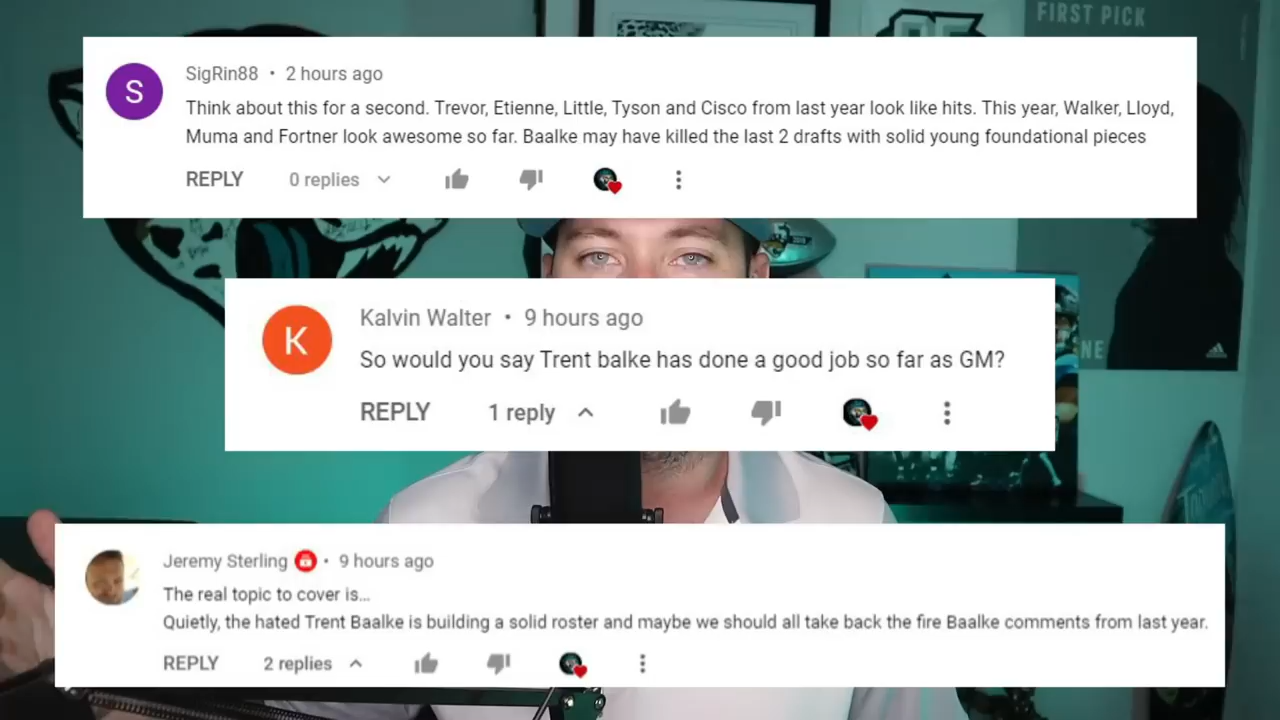 FIRST PICK
S
SigRin88 • 2 hours ago
Think about this for a second. Trevor, Etienne, Little, Tyson and Cisco from last year look like hits. This year, Walker, Lloyd,
Muma and Fortner look awesome so far. Baalke may have killed the last 2 drafts with solid young foundational pieces
REPLY 0 replies
K
Kalvin Walter • 9 hours ago
So would you say Trent balke has done a good job so far as GM?
REPLY 1 reply
NE
Jeremy Sterling • 9 hours ago
The real topic to cover is...
Quietly, the hated Trent Baalke is building a solid roster and maybe we should all take back the fire Baalke comments from last year.
REPLY 2 replies